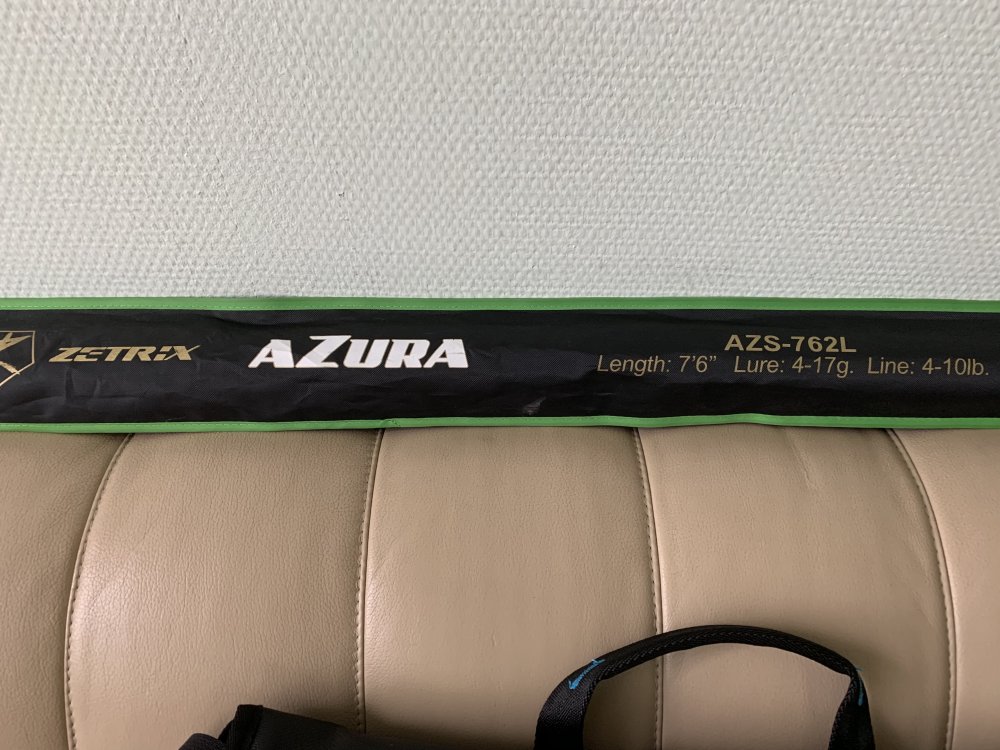 ZETRIX
AZURA
AZS-762L
Length: 7'6" Lure: 4-17g. Line: 4-10lb.